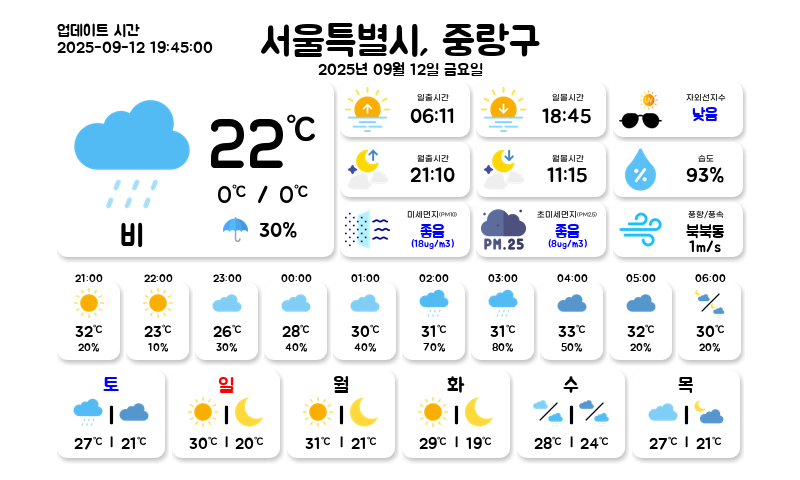 업데이트 시간
2025-09-12 19:45:00
서울특별시, 중랑구
2025년 09월 12일 금요일
22℃
0℃ / 0℃
비
30%
일출시간
06:11
일몰시간
18:45
UV
자외선지수
낮음
월출시간
21:10
월몰시간
11:15
%
습도
93%
미세먼지(PM10)
좋음
(18ug/m3)
PM.25
초미세먼지(PM2.5)
좋음
(8ug/m3)
풍향/풍속
북북동
1m/s
21:00 22:00 23:00 00:00 01:00 02:00 03:00 04:00 05:00 06:00
32℃ 23℃ 26℃ 28℃ 30℃ 31℃ 31℃ 33℃ 32℃ 30℃
20% 10% 30% 40% 40% 70% 80% 50% 20% 20%
토 일 월 화 수 목
27℃ | 21℃ 30℃ | 20℃ 31℃ | 21℃ 29℃ | 19℃ 28℃ | 24℃ 27℃ | 21℃